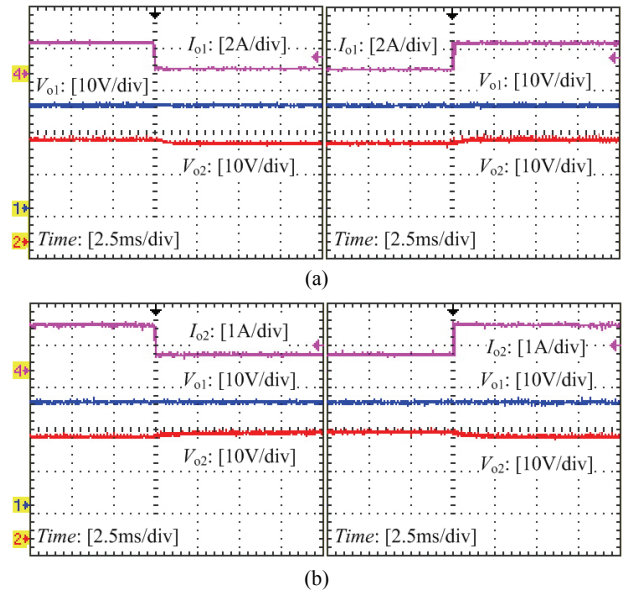 I_o1: [2A/div]
4
V_o1: [10V/div]
V_o2: [10V/div]
1
2
Time: [2.5ms/div]
I_o1: [2A/div]
V_o1: [10V/div]
V_o2: [10V/div]
Time: [2.5ms/div]
(a)
I_o2: [1A/div]
4
V_o1: [10V/div]
V_o2: [10V/div]
1
2
Time: [2.5ms/div]
I_o2: [1A/div]
V_o1: [10V/div]
V_o2: [10V/div]
Time: [2.5ms/div]
(b)